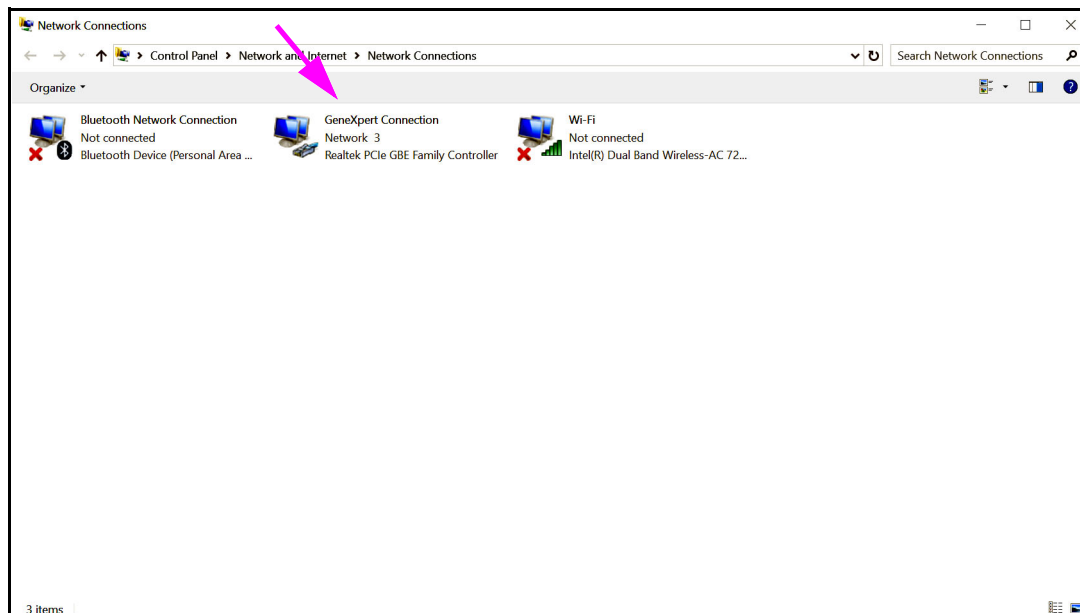 Network Connections
Control Panel > Network and Internet > Network Connections
Search Network Connections
Organize
Bluetooth Network Connection
Not connected
Bluetooth Device (Personal Area ...
GeneXpert Connection
Network 3
Realtek PCIe GBE Family Controller
Wi-Fi
Not connected
Intel(R) Dual Band Wireless-AC 72...
3 items